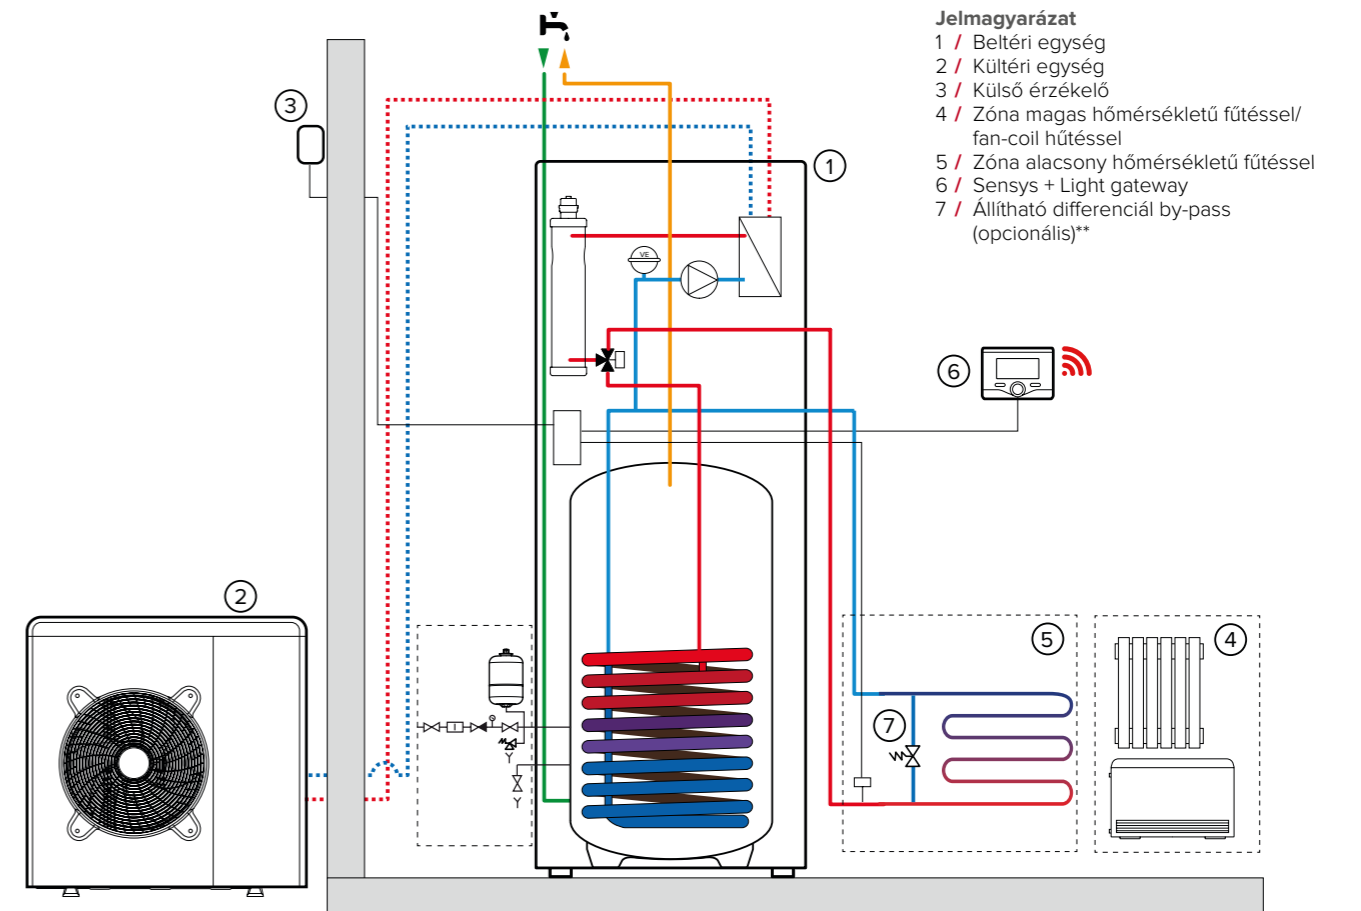 Jelmagyarázat
1 / Beltéri egység
2 / Kültéri egység
3 / Külső érzékelő
4 / Zóna magas hőmérsékletű fűtéssel/
fan-coil hűtéssel
5 / Zóna alacsony hőmérsékletű fűtéssel
6 / Sensys + Light gateway
7 / Állítható differenciál by-pass
(opcionális)**
3
1
VE
6
2
5
4
7